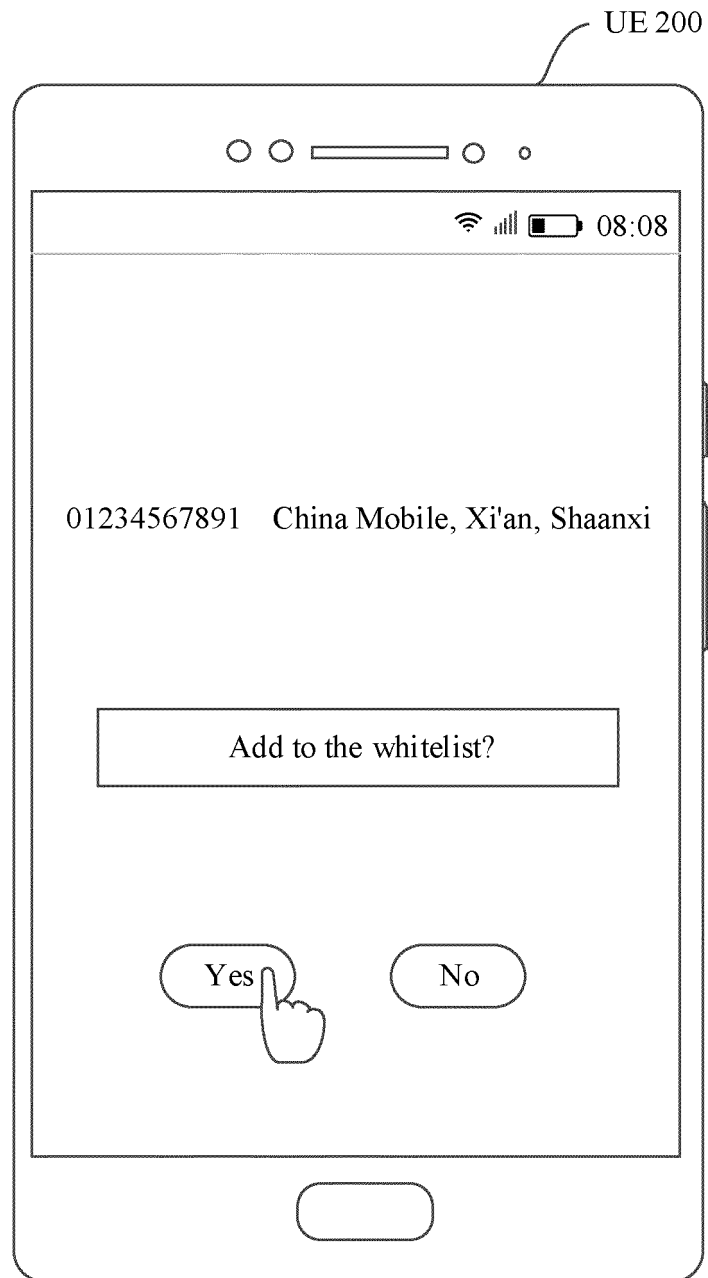 UE 200
08:08
01234567891 China Mobile, Xi'an, Shaanxi
Add to the whitelist?
Yes No